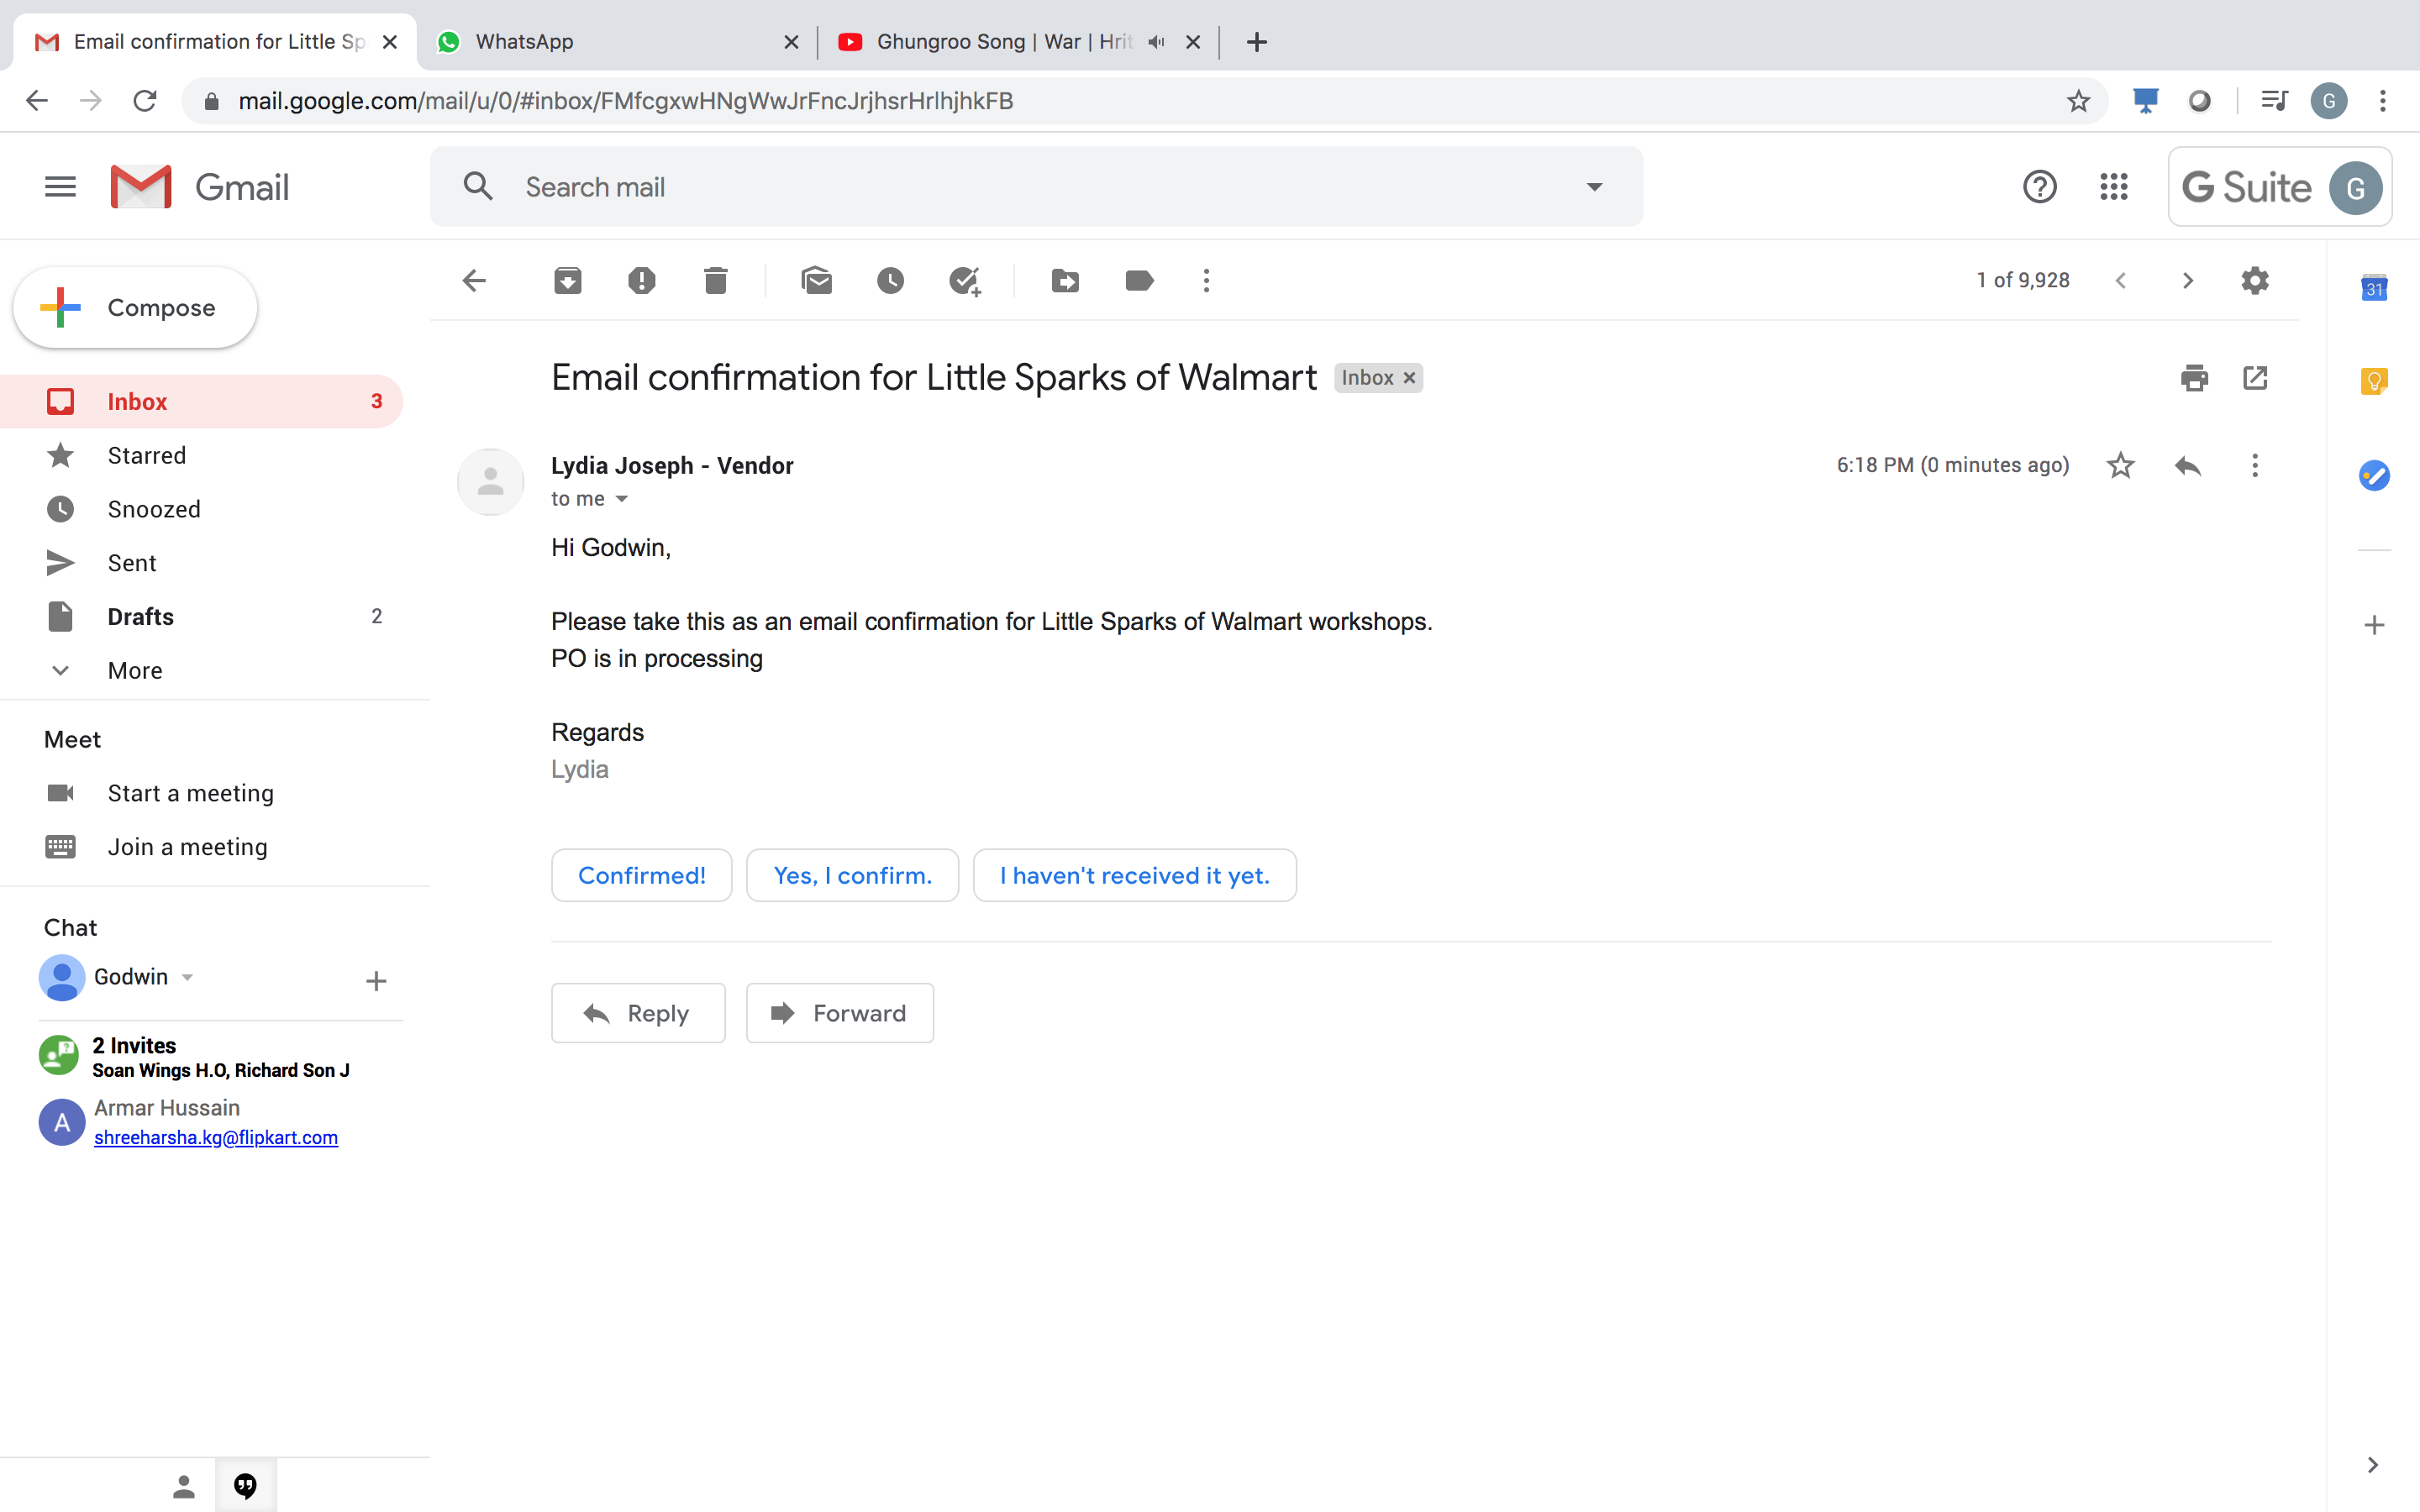 Email confirmation for Little Sp
WhatsApp
Ghungroo Song | War | Hrit
mail.google.com/mail/u/0/#inbox/FMfcgxwHNgWwJrFncJrjhsrHrlhjhkFB
G
Gmail
Search mail
G Suite
G
Compose
1 of 9,928
31
Inbox 3
Starred
Snoozed
Sent
Drafts 2
More
Email confirmation for Little Sparks of Walmart Inbox
Lydia Joseph - Vendor
6:18 PM (0 minutes ago)
to me
Hi Godwin,
Please take this as an email confirmation for Little Sparks of Walmart workshops.
PO is in processing
Regards
Lydia
Confirmed!
Yes, I confirm.
I haven't received it yet.
Reply
Forward
Meet
Start a meeting
Join a meeting
Chat
Godwin
2 Invites
Soan Wings H.O, Richard Son J
A
Armar Hussain
shreeharsha.kg@flipkart.com